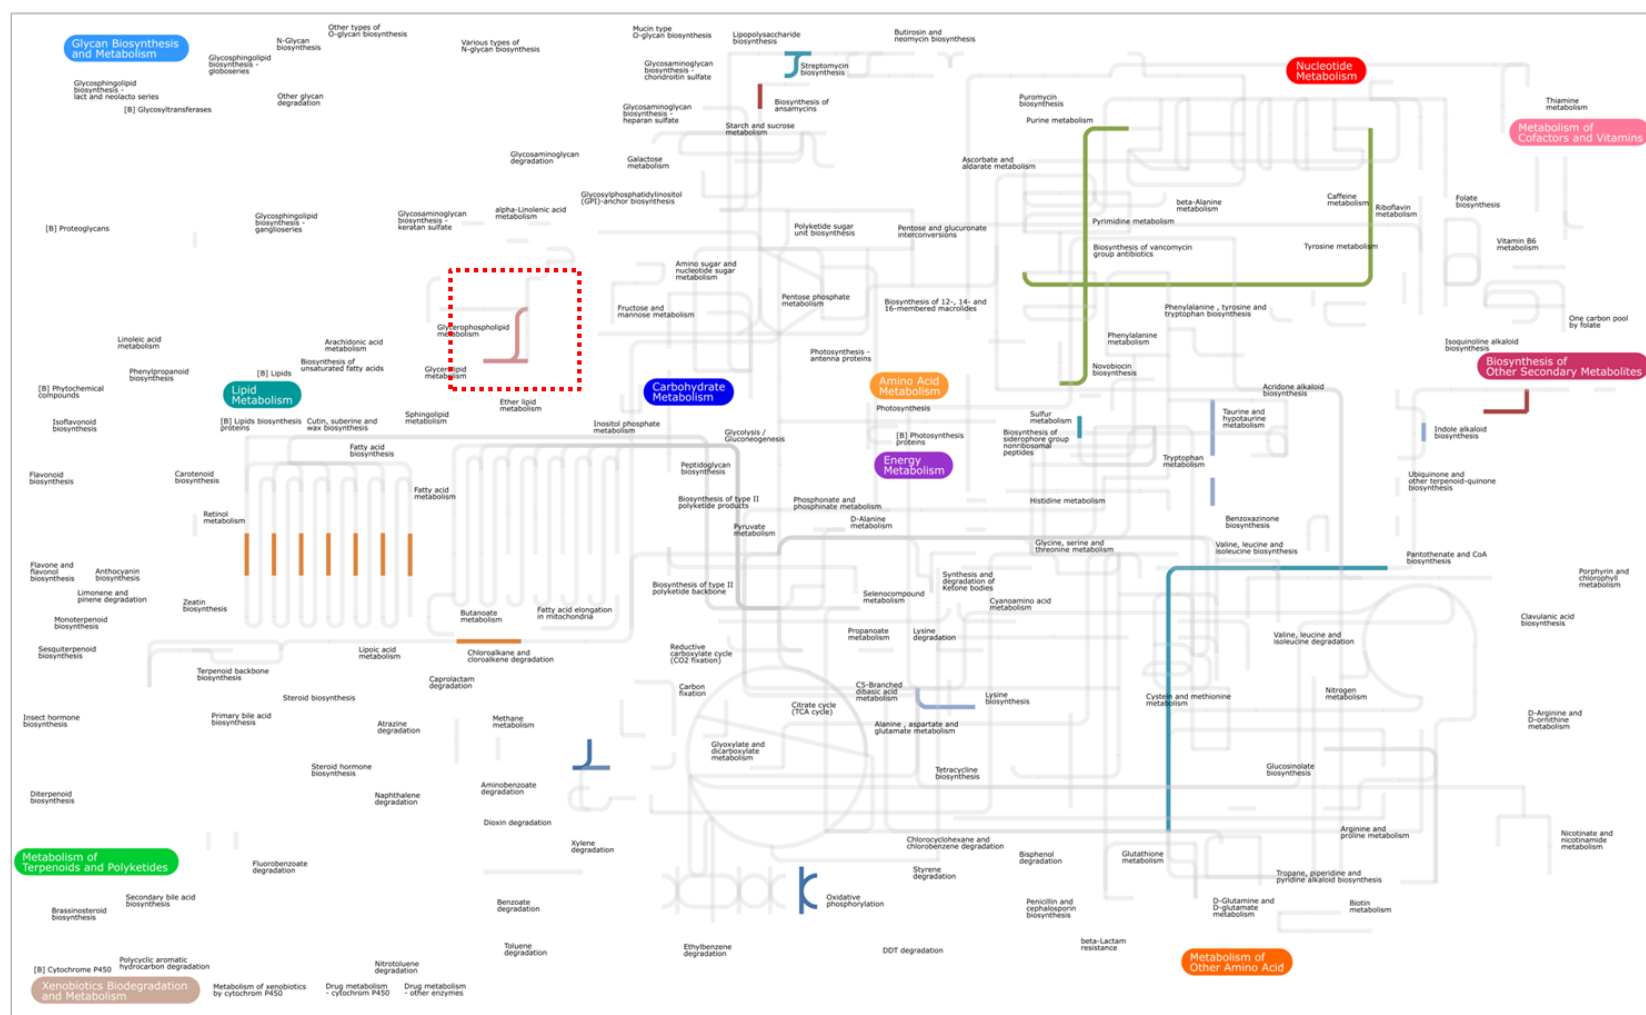 Glycan Biosynthesis
and Metabolism
Glycosphingolipid
biosynthesis -
globoseries
N-Glycan
biosynthesis
Other types of
O-glycan biosynthesis
Various types of
N-glycan biosynthesis
Mucin type
O-glycan biosynthesis
Lipopolysaccharide
biosynthesis
Butirosin and
neomycin biosynthesis
Glycosphingolipid
biosynthesis -
lact and neolacto series
[B] Glycosyltransferases
Other glycan
degradation
Glycosaminoglycan
biosynthesis -
chondroitin sulfate
Streptomycin
biosynthesis
Nucleotide
Metabolism
Glycosaminoglycan
biosynthesis -
heparan sulfate
Biosynthesis of
ansamycins
Starch and sucrose
metabolism
Puromycin
biosynthesis
Purine metabolism
Thiamine
metabolism
Metabolism of
Cofactors and Vitamins
Glycosaminoglycan
degradation
Galactose
metabolism
Ascorbate and
aldarate metabolism
[B] Proteoglycans
Glycosphingolipid
biosynthesis -
ganglioseries
Glycosaminoglycan
biosynthesis -
keratan sulfate
alpha-Linolenic acid
metabolism
Glycosylphosphatidylinositol
(GPI)-anchor biosynthesis
Polyketide sugar
unit biosynthesis
Pentose and glucuronate
interconversions
beta-Alanine
metabolism
Pyrimidine metabolism
Caffeine
metabolism
Riboflavin
metabolism
Folate
biosynthesis
Biosynthesis of vancomycin
group antibiotics
Tyrosine metabolism
Vitamin B6
metabolism
Amino sugar and
nucleotide sugar
metabolism
Pentose phosphate
metabolism
Fructose and
mannose metabolism
Biosynthesis of 12-, 14- and
16-membered macrolides
Phenylalanine , tyrosine and
tryptophan biosynthesis
One carbon pool
by folate
Linoleic acid
metabolism
Arachidonic acid
metabolism
Glycerophospholipid
metabolism
Phenylalanine
metabolism
Isoquinoline alkaloid
biosynthesis
Phenylpropanoid
biosynthesis
[B] Lipids
Biosynthesis of
unsaturated fatty acids
Glycerolipid
metabolism
Photosynthesis -
antenna proteins
Novobiocin
biosynthesis
Biosynthesis of
Other Secondary Metabolites
[B] Phytochemical
compounds
Lipid
Metabolism
Carbohydrate
Metabolism
Amino Acid
Metabolism
Acridone alkaloid
biosynthesis
Isoflavonoid
biosynthesis
[B] Lipids biosynthesis
proteins
Cutin, suberine and
wax biosynthesis
Sphingolipid
metabolism
Ether lipid
metabolism
Inositol phosphate
metabolism
Glycolysis /
Gluconeogenesis
Photosynthesis
[B] Photosynthesis
proteins
Sulfur
metabolism
Biosynthesis of
siderophore group
nonribosomal
peptides
Taurine and
hypotaurine
metabolism
Indole alkaloid
biosynthesis
Fatty acid
biosynthesis
Energy
Metabolism
Tryptophan
metabolism
Flavonoid
biosynthesis
Carotenoid
biosynthesis
Fatty acid
metabolism
Peptidoglycan
biosynthesis
Ubiquinone and
other terpenoid-quinone
biosynthesis
Retinol
metabolism
Biosynthesis of type II
polyketide products
Pyruvate
metabolism
Phosphonate and
phosphinate metabolism
D-Alanine
metabolism
Histidine metabolism
Benzoxazinone
biosynthesis
Glycine, serine and
threonine metabolism
Valine, leucine and
isoleucine biosynthesis
Pantothenate and CoA
biosynthesis
Flavone and
flavonol
biosynthesis
Anthocyanin
biosynthesis
Limonene and
pinene degradation
Zeatin
biosynthesis
Butanoate
metabolism
Fatty acid elongation
in mitochondria
Biosynthesis of type II
polyketide backbone
Selenocompound
metabolism
Synthesis and
degradation of
Ketone bodies
Cyanoamino acid
metabolism
Porphyrin and
chlorophyll
metabolism
Monoterpenoid
biosynthesis
Clavulanic acid
biosynthesis
Sesquiterpenoid
biosynthesis
Lipoic acid
metabolism
Chloroalkane and
cloroalkene degradation
Reductive
carboxylate cycle
(CO2 fixation)
Propanoate
metabolism
Lysine
degradation
Valine, leucine and
isoleucine degradation
Terpenoid backbone
biosynthesis
Steroid biosynthesis
Caprolactam
degradation
Carbon
fixation
C5-Branched
dibasic acid
metabolism
Lysine
biosynthesis
Cystein and methionine
metabolism
Nitrogen
metabolism
Insect hormone
biosynthesis
Primary bile acid
biosynthesis
Atrazine
degradation
Methane
metabolism
Citrate cycle
(TCA cycle)
Alanine , aspartate and
glutamate metabolism
D-Arginine and
D-ornithine
metabolism
Glyoxylate and
dicarboxylate
metabolism
Steroid hormone
biosynthesis
Tetracycline
biosynthesis
Glucosinolate
biosynthesis
Diterpenoid
biosynthesis
Naphthalene
degradation
Aminobenzoate
degradation
Dioxin degradation
Xylene
degradation
Chlorocyclohexane and
chlorobenzene degradation
Bisphenol
degradation
Glutathione
metabolism
Arginine and
proline metabolism
Nicotinate and
nicotinamide
metabolism
Metabolism of
Terpenoids and Polyketides
Fluorobenzoate
degradation
Styrene
degradation
Tropane, piperidine and
pyridine alkaloid biosynthesis
Brassinosteroid
biosynthesis
Secondary bile acid
biosynthesis
Benzoate
degradation
Oxidative
phosphorylation
Penicillin and
cephalosporin
biosynthesis
D-Glutamine and
D-glutamate
metabolism
Biotin
metabolism
Toluene
degradation
Ethylbenzene
degradation
DDT degradation
beta-Lactam
resistance
Metabolism of
Other Amino Acid
[B] Cytochrome P450
Polycyclic aromatic
hydrocarbon degradation
Nitrotoluene
degradation
Xenobiotics Biodegradation
and Metabolism
Metabolism of xenobiotics
by cytochrom P450
Drug metabolism
- cytochrom P450
Drug metabolism
- other enzymes